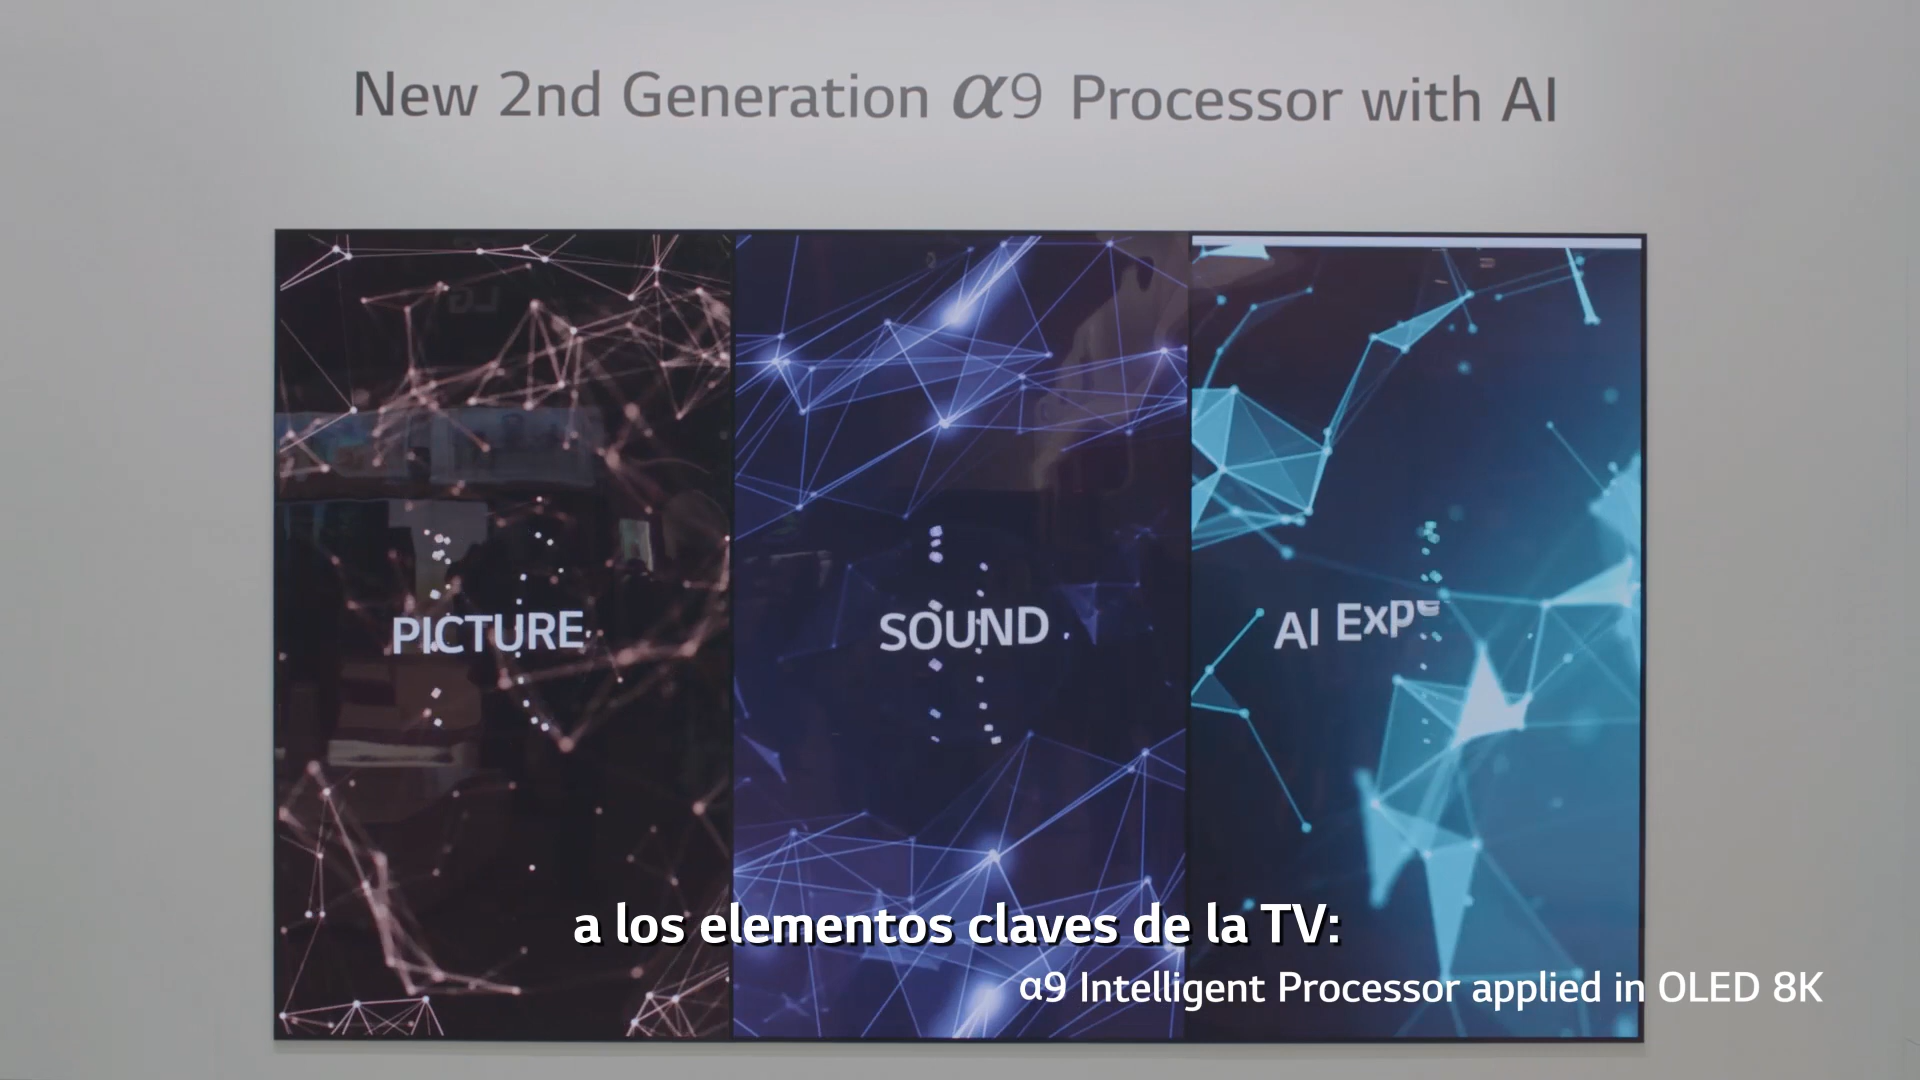 New 2nd Generation α9 Processor with AI
PICTURE
SOUND
AI Expe
a los elementos claves de la TV:
α9 Intelligent Processor applied in OLED 8K